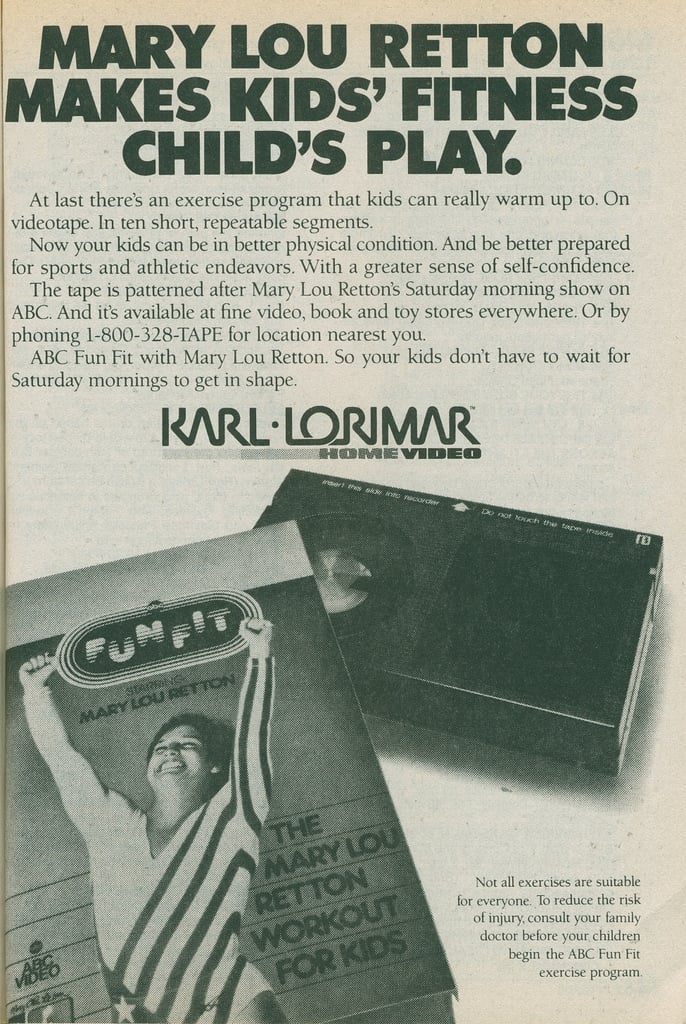 MARY LOU RETTON
MAKES KIDS' FITNESS
CHILD'S PLAY.
At last there's an exercise program that kids can really warm up to. On
videotape. In ten short, repeatable segments.
Now your kids can be in better physical condition. And be better prepared
for sports and athletic endeavors. With a greater sense of self-confidence.
The tape is patterned after Mary Lou Retton's Saturday morning show on
ABC. And it's available at fine video, book and toy stores everywhere. Or by
phoning 1-800-328-TAPE for location nearest you.
ABC Fun Fit with Mary Lou Retton. So your kids don't have to wait for
Saturday mornings to get in shape.
KARL·LORIMAR™
HOME VIDEO
Insert this side into recorder
Do not touch the tape inside
FUN FIT
STARRING
MARY LOU RETTON
THE
MARY LOU
RETTON
WORKOUT
FOR KIDS
ABC
VIDEO
Not all exercises are suitable
for everyone. To reduce the risk
of injury, consult your family
doctor before your children
begin the ABC Fun Fit
exercise program.